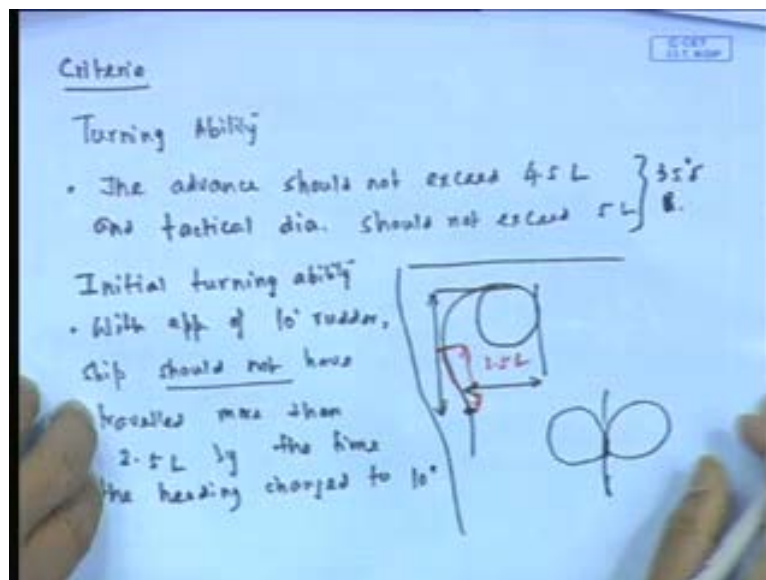 Criteria
Turning Ability
• The advance should not exceed 4.5 L
and tactical dia. should not exceed 5 L
35°δ
Initial turning ability
• With app of 10° rudder,
ship should not have
travelled more than
2.5 L by the time
the heading changed to 10°
2.5 L